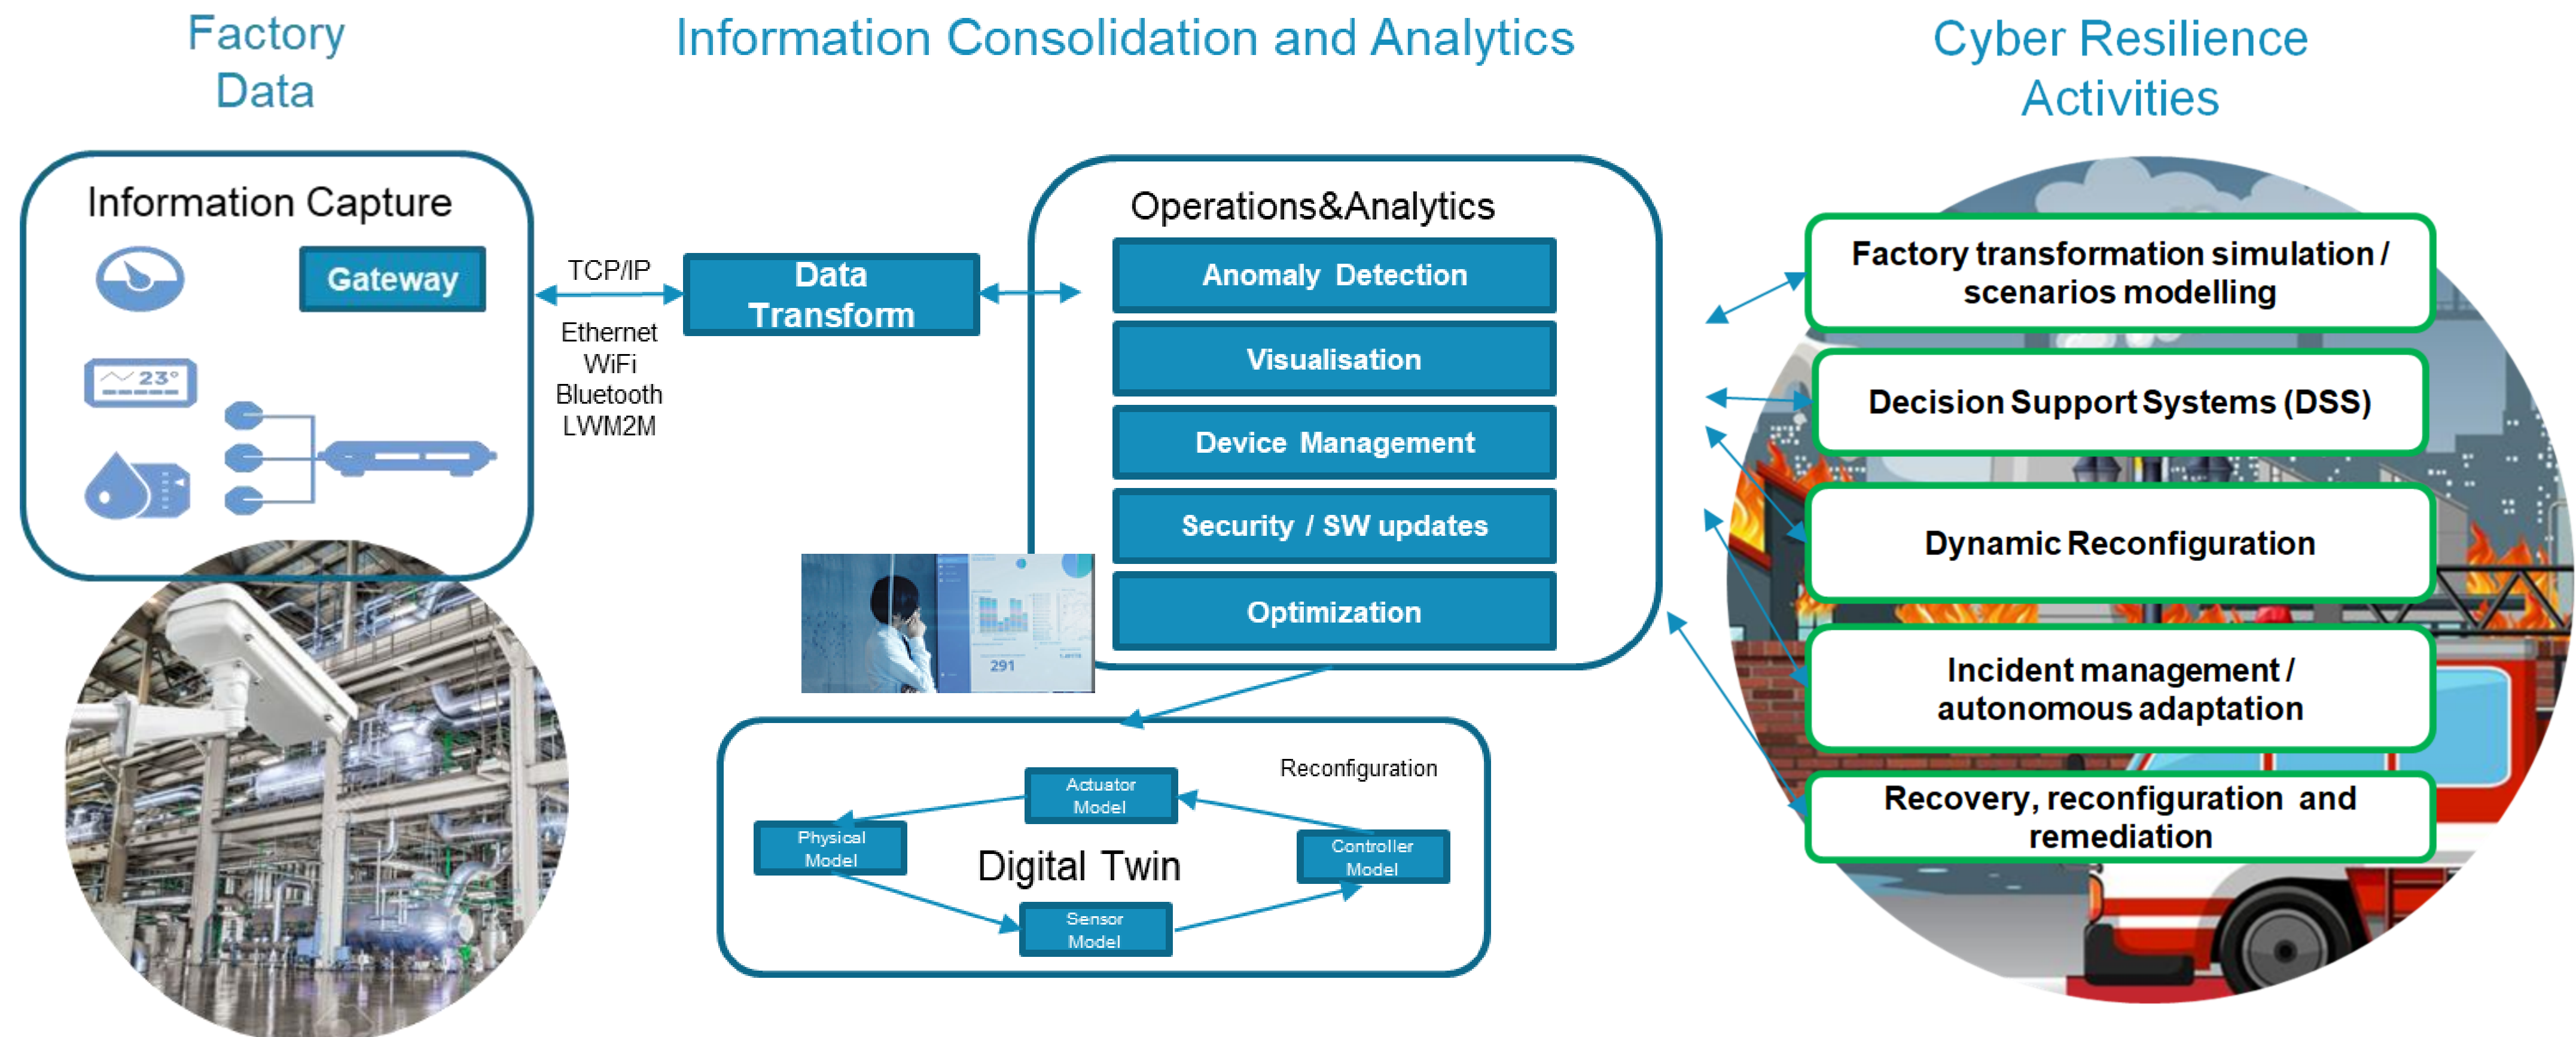 Factory
Data
Information Consolidation and Analytics
Cyber Resilience
Activities
Information Capture
Gateway
23°
TCP/IP
Ethernet
WiFi
Bluetooth
LWM2M
Data
Transform
Operations&Analytics
Anomaly Detection
Visualisation
Device Management
Security / SW updates
Optimization
291
Reconfiguration
Actuator
Model
Physical
Model
Digital Twin
Controller
Model
Sensor
Model
Factory transformation simulation /
scenarios modelling
Decision Support Systems (DSS)
Dynamic Reconfiguration
Incident management /
autonomous adaptation
Recovery, reconfiguration and
remediation